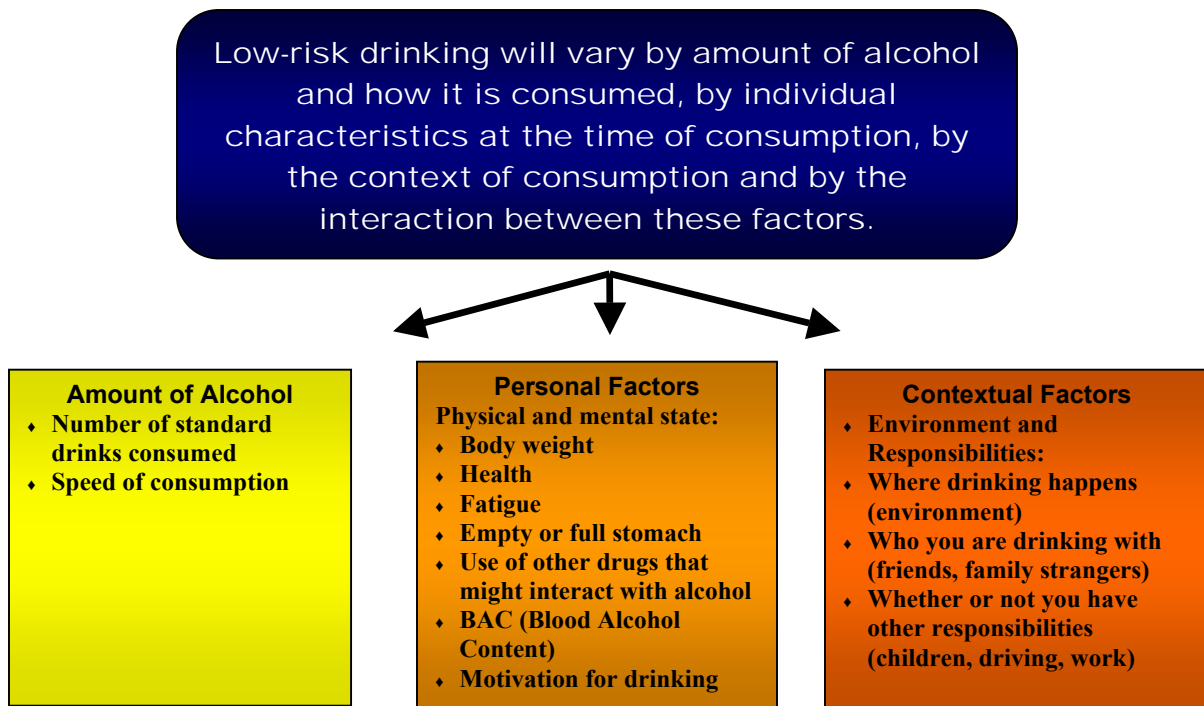 Low-risk drinking will vary by amount of alcohol
and how it is consumed, by individual
characteristics at the time of consumption, by
the context of consumption and by the
interaction between these factors.
Amount of Alcohol
♦ Number of standard
drinks consumed
♦ Speed of consumption
Personal Factors
Physical and mental state:
♦ Body weight
♦ Health
♦ Fatigue
♦ Empty or full stomach
♦ Use of other drugs that
might interact with alcohol
♦ BAC (Blood Alcohol
Content)
♦ Motivation for drinking
Contextual Factors
♦ Environment and
Responsibilities:
♦ Where drinking happens
(environment)
♦ Who you are drinking with
(friends, family strangers)
♦ Whether or not you have
other responsibilities
(children, driving, work)